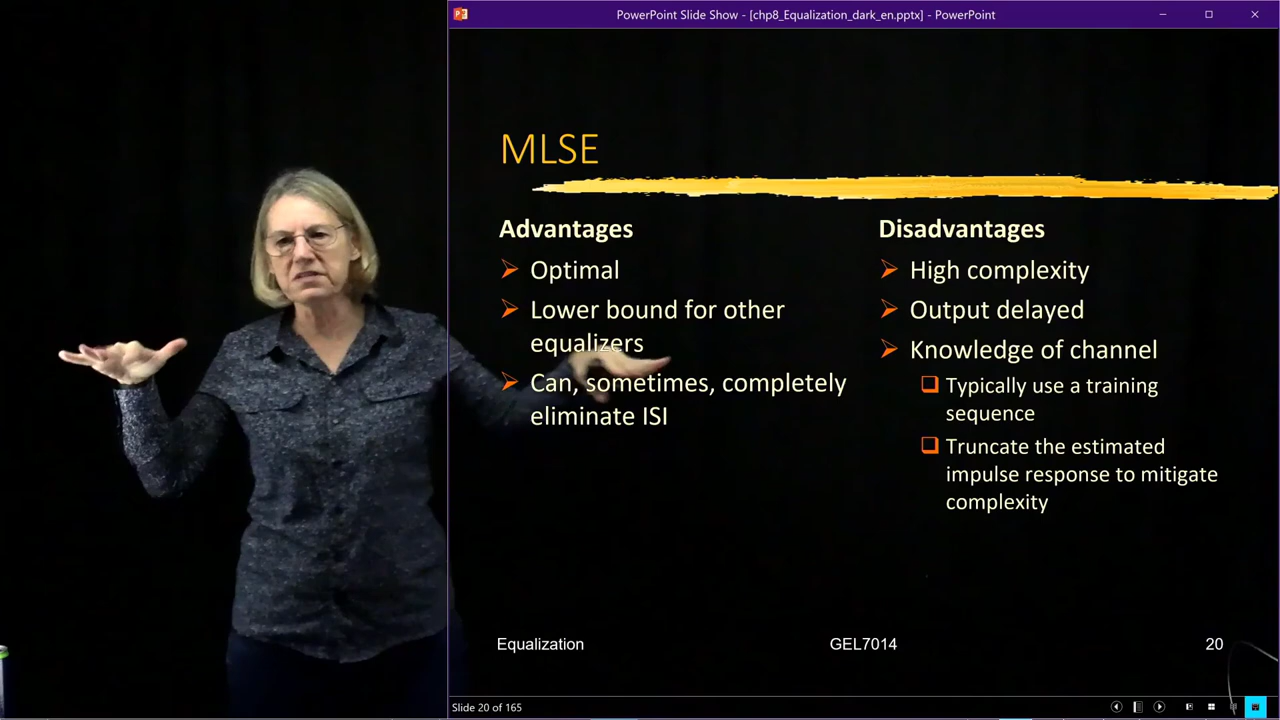 PowerPoint Slide Show - [chp8_Equalization_dark_en.pptx] - PowerPoint
MLSE
Advantages
Optimal
Lower bound for other
equalizers
Can, sometimes, completely
eliminate ISI
Disadvantages
High complexity
Output delayed
Knowledge of channel
Typically use a training
sequence
Truncate the estimated
impulse response to mitigate
complexity
Equalization
GEL7014
20
Slide 20 of 165